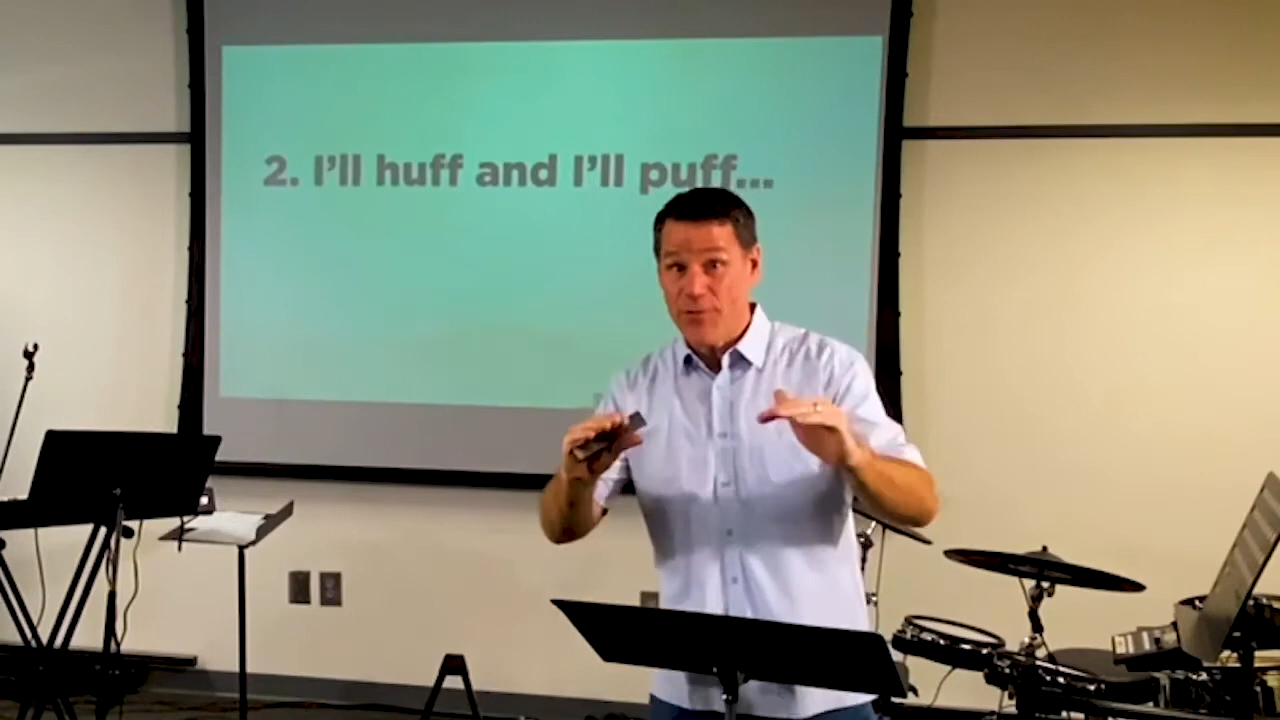 2. I’ll huff and I’ll puff...